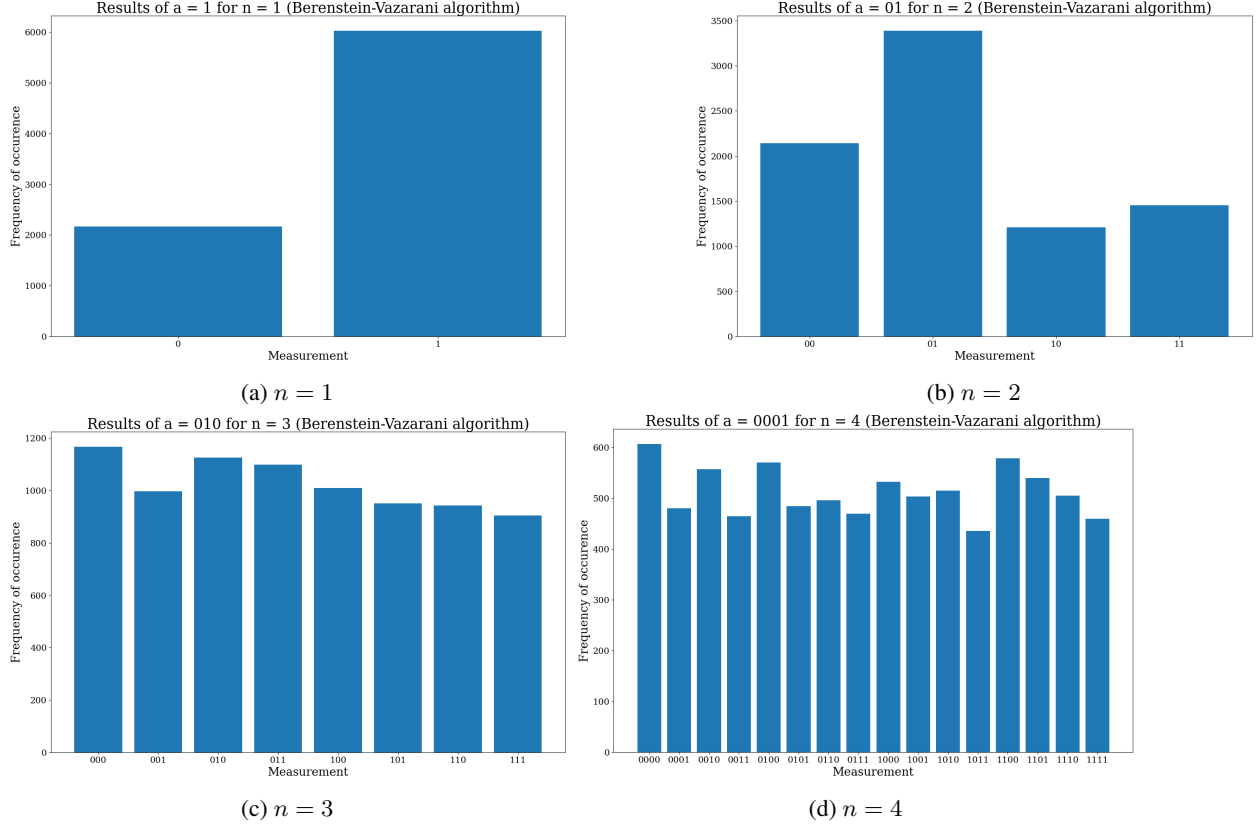 Results of a = 1 for n = 1 (Berenstein-Vazarani algorithm)
Frequency of occurence
6000
5000
4000
3000
2000
1000
0
0 1
Measurement
(a) n = 1
Results of a = 01 for n = 2 (Berenstein-Vazarani algorithm)
Frequency of occurence
3500
3000
2500
2000
1500
1000
500
0
00 01 10 11
Measurement
(b) n = 2
Results of a = 010 for n = 3 (Berenstein-Vazarani algorithm)
Frequency of occurence
1200
1000
800
600
400
200
0
000 001 010 011 100 101 110 111
Measurement
(c) n = 3
Results of a = 0001 for n = 4 (Berenstein-Vazarani algorithm)
Frequency of occurence
600
500
400
300
200
100
0
0000 0001 0010 0011 0100 0101 0110 0111 1000 1001 1010 1011 1100 1101 1110 1111
Measurement
(d) n = 4